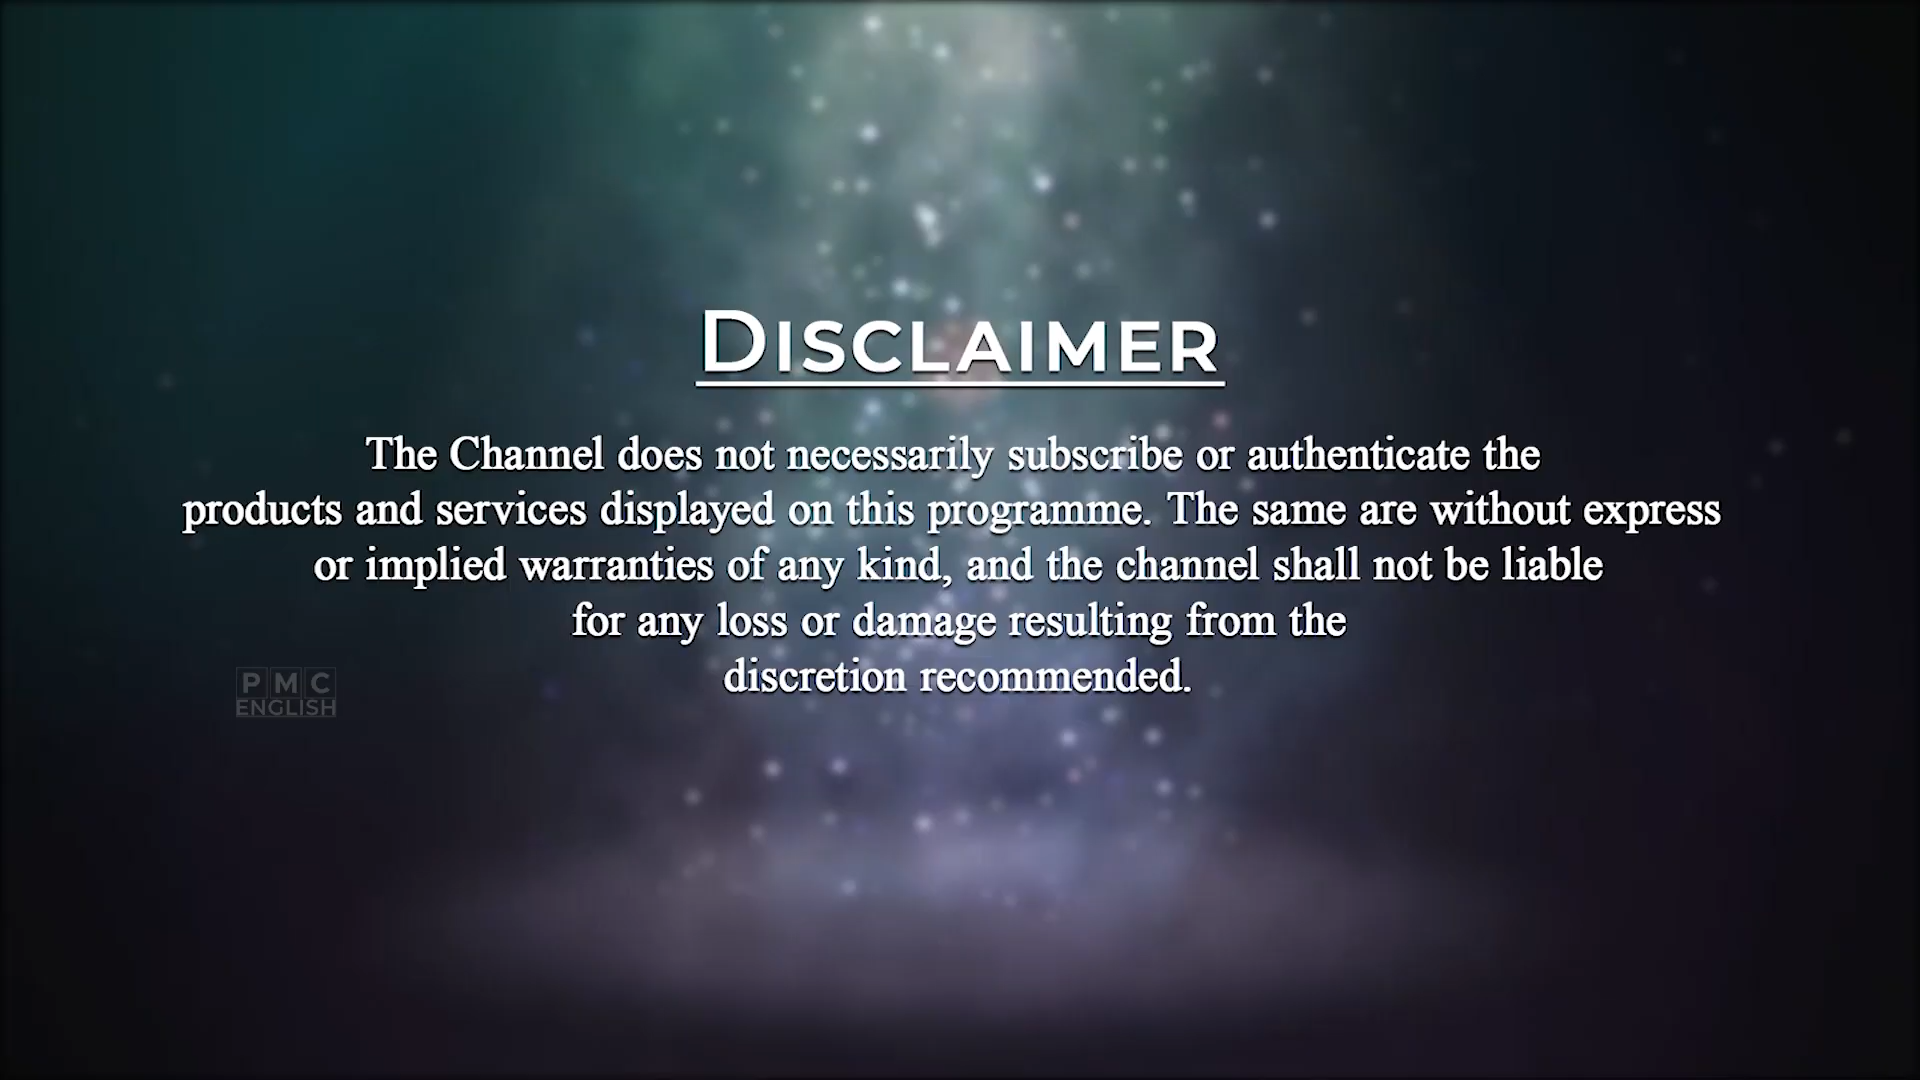 DISCLAIMER
The Channel does not necessarily subscribe or authenticate the
products and services displayed on this programme. The same are without express
or implied warranties of any kind, and the channel shall not be liable
for any loss or damage resulting from the
discretion recommended.
PMC
ENGLISH